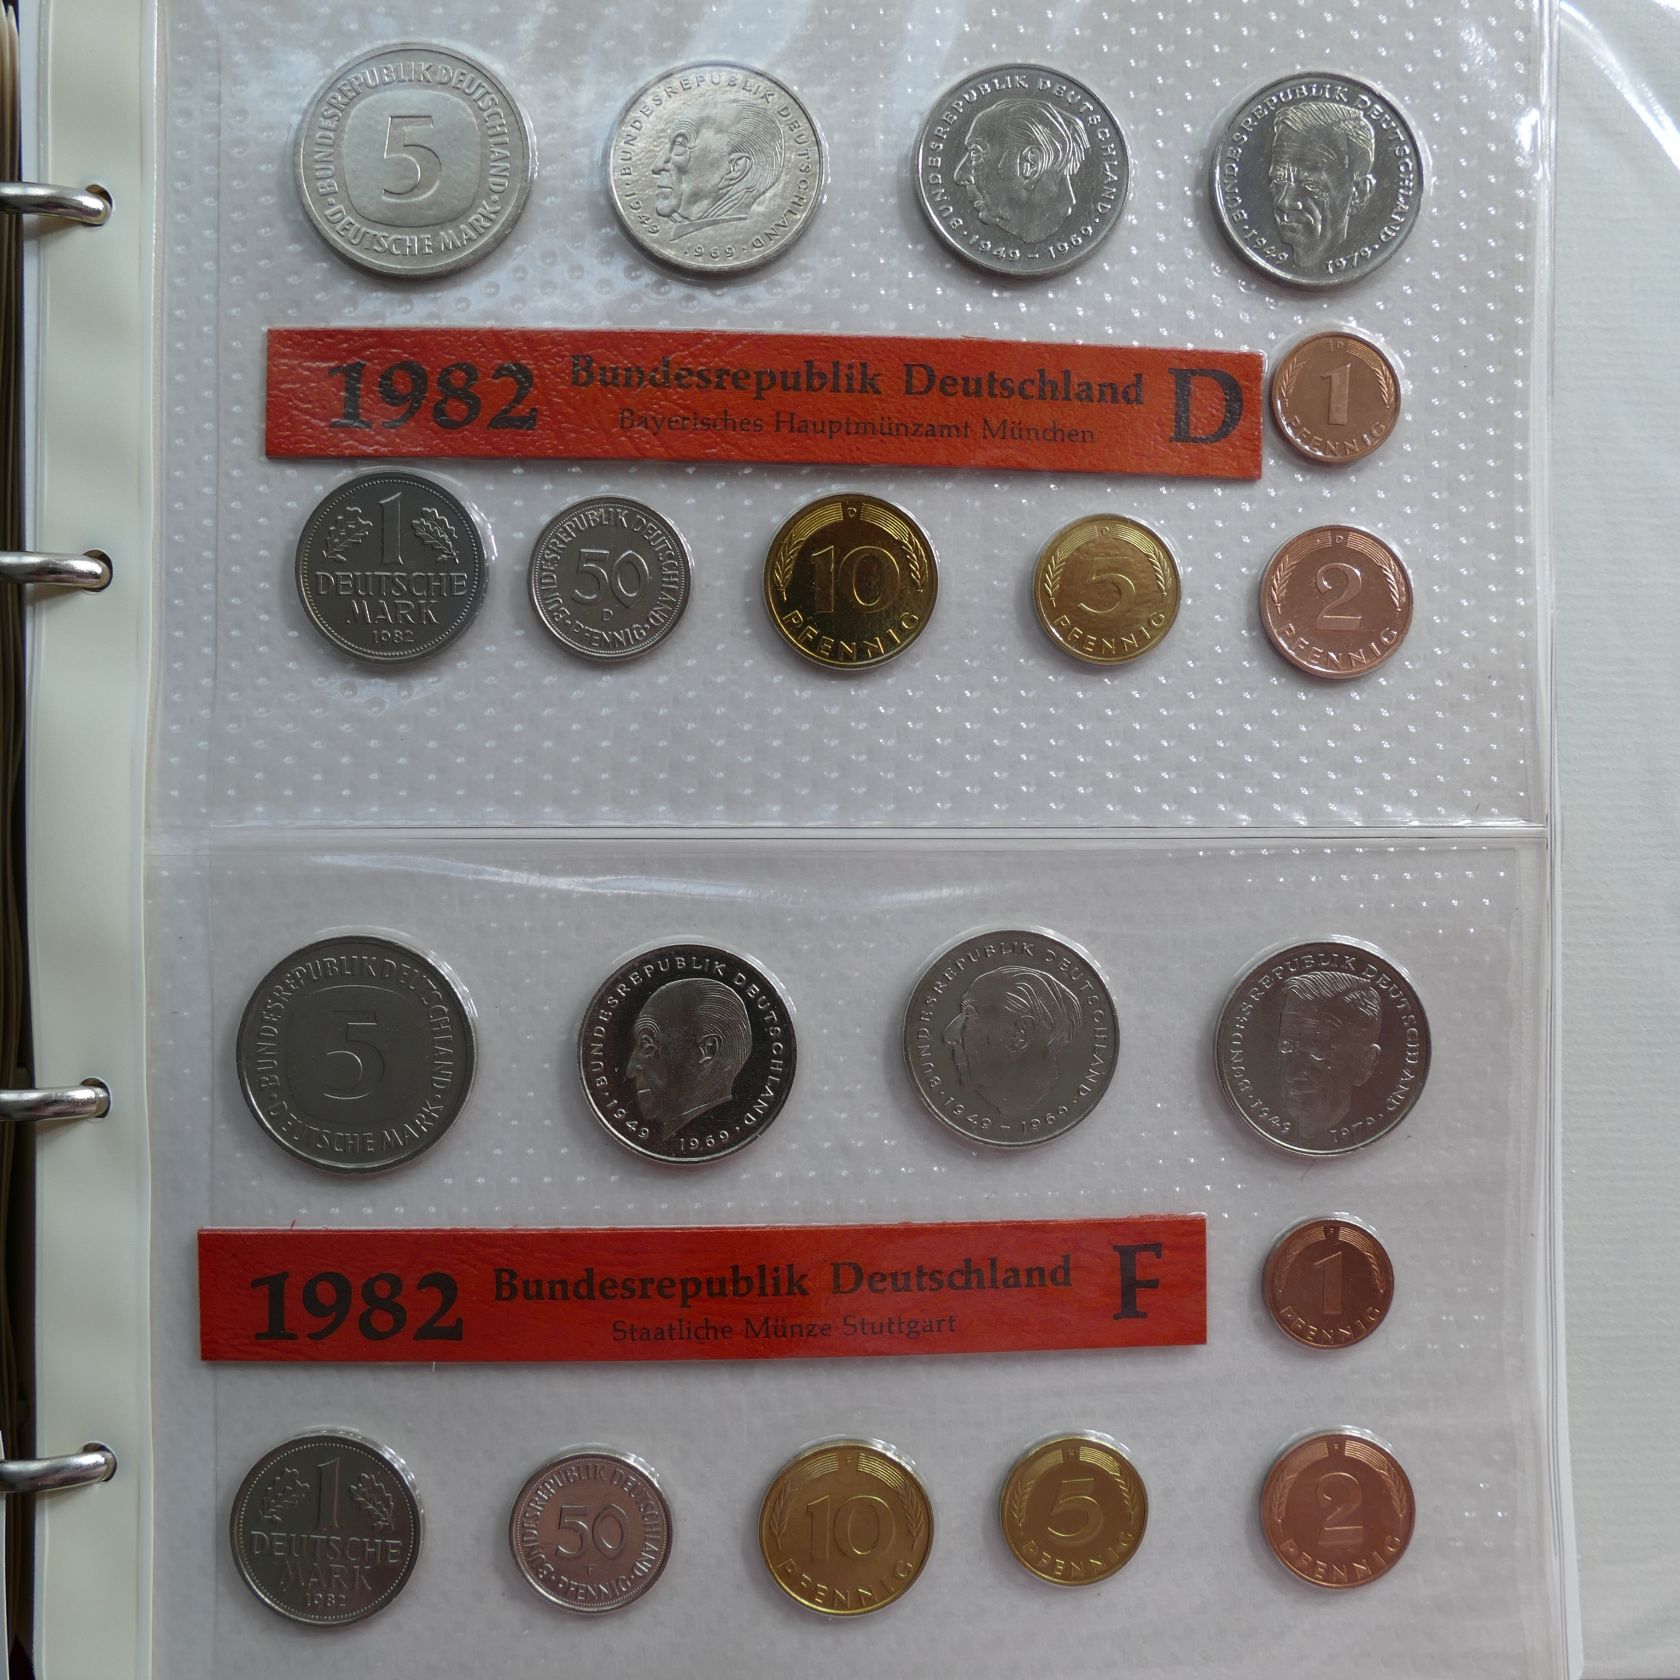 BUNDESREPUBLIK DEUTSCHLAND
5
DEUTSCHE MARK
BUNDESREPUBLIK DEUTSCHLAND
1949 1969
BUNDESREPUBLIK DEUTSCHLAND
1949 - 1969
BUNDESREPUBLIK DEUTSCHLAND
1949 1979
1982 Bundesrepublik Deutschland D
Bayerisches Hauptmünzamt München
D
1
PFENNIG
1
DEUTSCHE
MARK
1982
BUNDESREPUBLIK DEUTSCHLAND
50
D
PFENNIG
D
10
PFENNIG
D
5
PFENNIG
D
2
PFENNIG
BUNDESREPUBLIK DEUTSCHLAND
5
DEUTSCHE MARK
BUNDESREPUBLIK DEUTSCHLAND
1949 1969
BUNDESREPUBLIK DEUTSCHLAND
1949 - 1969
BUNDESREPUBLIK DEUTSCHLAND
1949 1979
1982 Bundesrepublik Deutschland F
Staatliche Münze Stuttgart
F
1
PFENNIG
1
DEUTSCHE
MARK
1982
BUNDESREPUBLIK DEUTSCHLAND
50
F
PFENNIG
F
10
PFENNIG
F
5
PFENNIG
F
2
PFENNIG